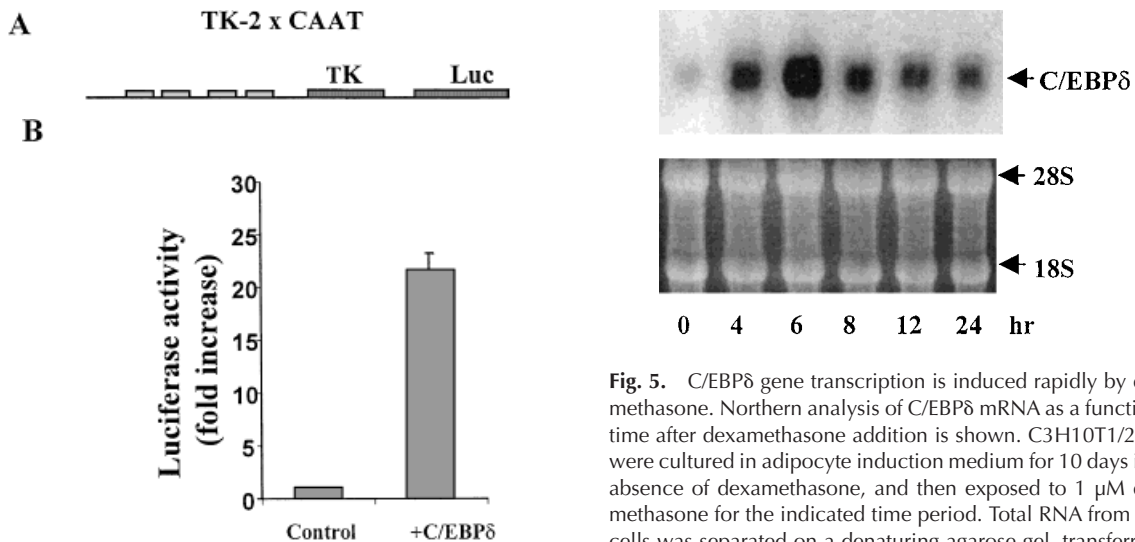 A
TK-2 x CAAT
TK Luc
B
Luciferase activity
(fold increase)
30
25
20
15
10
5
0
Control +C/EBPδ
C/EBPδ
28S
18S
0 4 6 8 12 24 hr
Fig. 5. C/EBPδ gene transcription is induced rapidly by
methasone. Northern analysis of C/EBPδ mRNA as a functi
time after dexamethasone addition is shown. C3H10T1/2
were cultured in adipocyte induction medium for 10 days i
absence of dexamethasone, and then exposed to 1 μM
methasone for the indicated time period. Total RNA from
cells was separated on a denaturing agarose gel, transferr